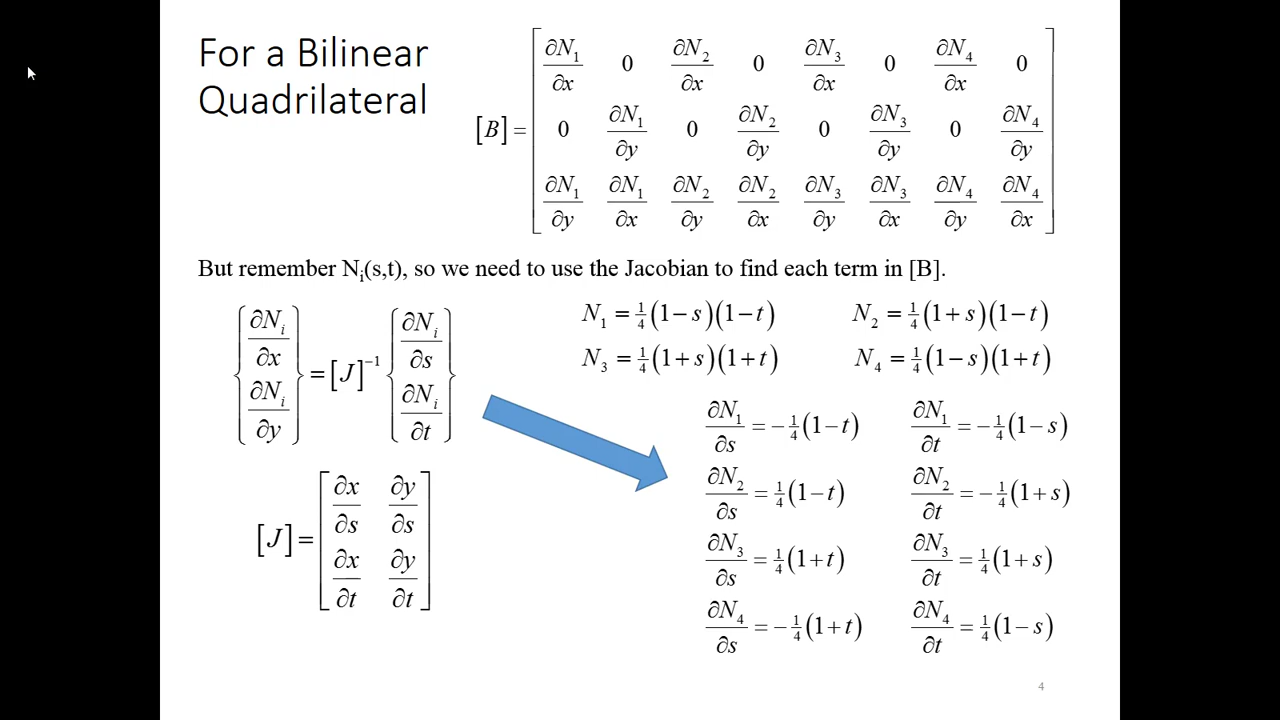 For a Bilinear
Quadrilateral
[B] = [∂N₁/∂x 0 ∂N₂/∂x 0 ∂N₃/∂x 0 ∂N₄/∂x 0
0 ∂N₁/∂y 0 ∂N₂/∂y 0 ∂N₃/∂y 0 ∂N₄/∂y
∂N₁/∂y ∂N₁/∂x ∂N₂/∂y ∂N₂/∂x ∂N₃/∂y ∂N₃/∂x ∂N₄/∂y ∂N₄/∂x]
But remember Nᵢ(s,t), so we need to use the Jacobian to find each term in [B].
{∂Nᵢ/∂x ∂Nᵢ/∂y} = [J]⁻¹ {∂Nᵢ/∂s ∂Nᵢ/∂t}
[J] = [∂x/∂s ∂y/∂s
∂x/∂t ∂y/∂t]
N₁ = ¼(1−s)(1−t) N₂ = ¼(1+s)(1−t)
N₃ = ¼(1+s)(1+t) N₄ = ¼(1−s)(1+t)
∂N₁/∂s = −¼(1−t) ∂N₁/∂t = −¼(1−s)
∂N₂/∂s = ¼(1−t) ∂N₂/∂t = −¼(1+s)
∂N₃/∂s = ¼(1+t) ∂N₃/∂t = ¼(1+s)
∂N₄/∂s = −¼(1+t) ∂N₄/∂t = ¼(1−s)
4